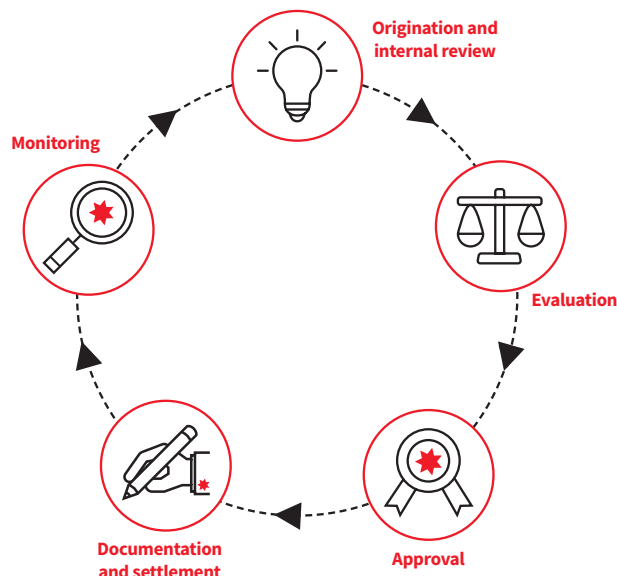 Origination and
internal review
Monitoring
Evaluation
Approval
Documentation
and settlement